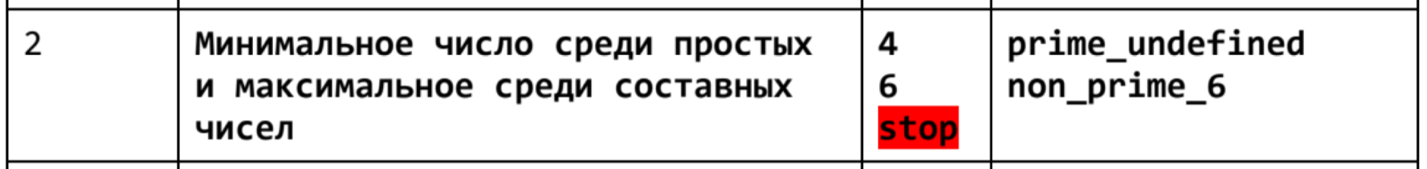 2
Минимальное число среди простых
и максимальное среди составных
чисел
4
6
stop
prime_undefined
non_prime_6